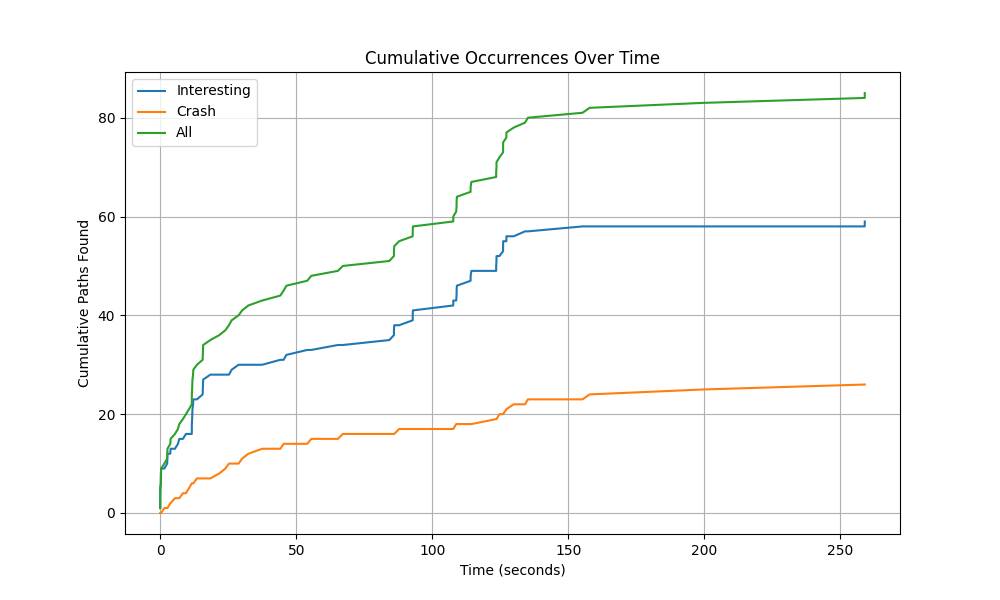 Cumulative Occurrences Over Time
Interesting
Crash
All
Cumulative Paths Found
80
60
40
20
0
0 50 100 150 200 250
Time (seconds)